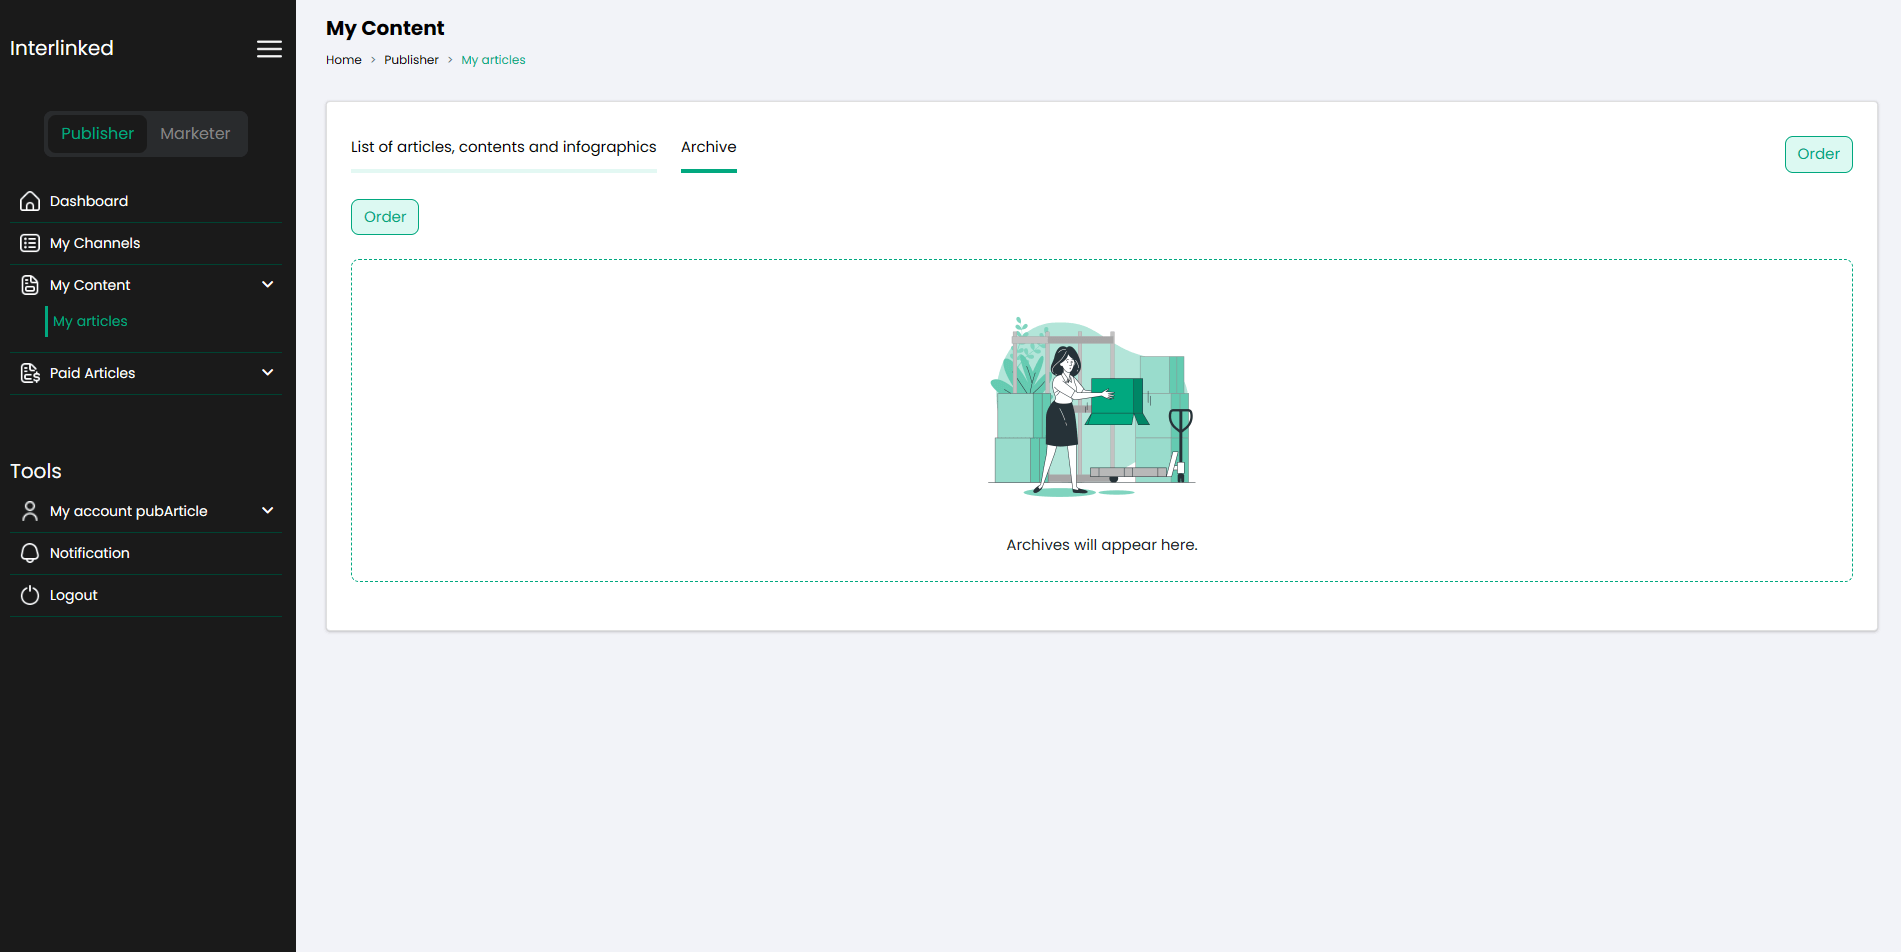 Interlinked
Publisher Marketer
Dashboard
My Channels
My Content
My articles
Paid Articles
Tools
My account pubArticle
Notification
Logout
My Content
Home > Publisher > My articles
List of articles, contents and infographics Archive Order
Order
Archives will appear here.